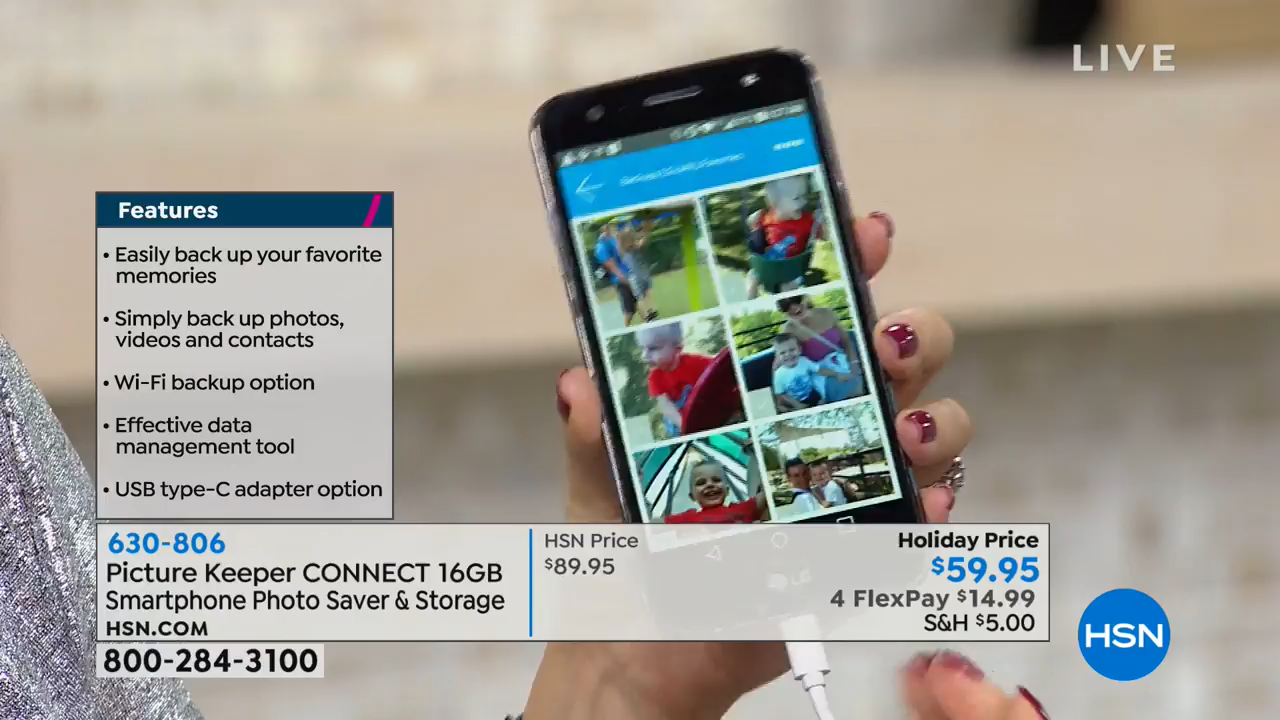 LIVE
Features
• Easily back up your favorite
memories
• Simply back up photos,
videos and contacts
• Wi-Fi backup option
• Effective data
management tool
• USB type-C adapter option
630-806
Picture Keeper CONNECT 16GB
Smartphone Photo Saver & Storage
HSN.COM
800-284-3100
HSN Price
$89.95
Holiday Price
$59.95
4 FlexPay $14.99
S&H $5.00
HSN
LG